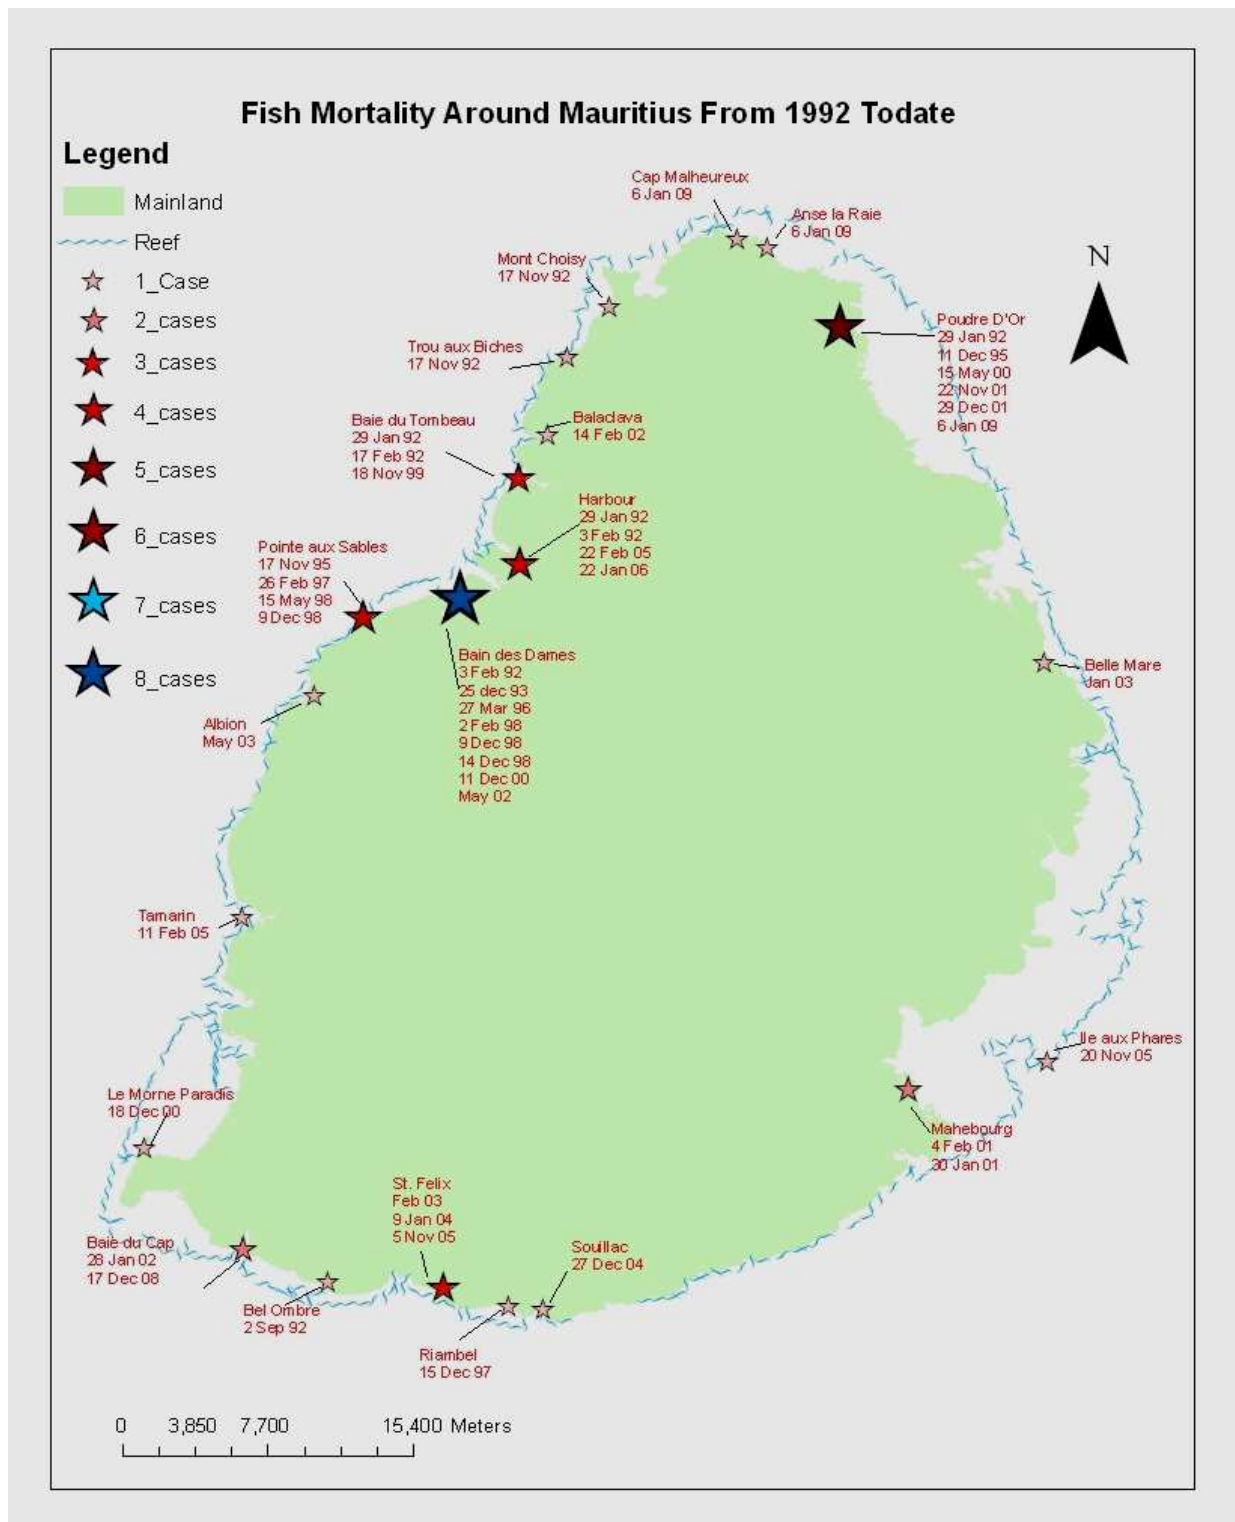 Fish Mortality Around Mauritius From 1992 Todate
Legend
Mainland
Reef
1_Case
2_cases
3_cases
4_cases
5_cases
6_cases
7_cases
8_cases
Cap Malheureux
6 Jan 09
Anse la Raie
6 Jan 09
N
Mont Choisy
17 Nov 92
Poudre D'Or
29 Jan 92
11 Dec 95
15 May 00
22 Nov 01
29 Dec 01
6 Jan 09
Trou aux Biches
17 Nov 92
Balaclava
14 Feb 02
Baie du Tombeau
29 Jan 92
17 Feb 92
18 Nov 99
Harbour
29 Jan 92
3 Feb 92
22 Feb 05
22 Jan 06
Pointe aux Sables
17 Nov 95
26 Feb 97
15 May 98
9 Dec 98
Bain des Dames
3 Feb 92
25 dec 93
27 Mar 96
2 Feb 98
9 Dec 98
14 Dec 98
11 Dec 00
May 02
Belle Mare
Jan 03
Albion
May 03
Tamarin
11 Feb 05
Ile aux Phares
20 Nov 05
Le Morne Paradis
18 Dec 00
Mahebourg
4 Feb 01
30 Jan 01
St. Felix
Feb 03
9 Jan 04
5 Nov 05
Baie du Cap
28 Jan 02
17 Dec 08
Souillac
27 Dec 04
Bel Ombre
2 Sep 92
Riambel
15 Dec 97
0 3,850 7,700 15,400 Meters